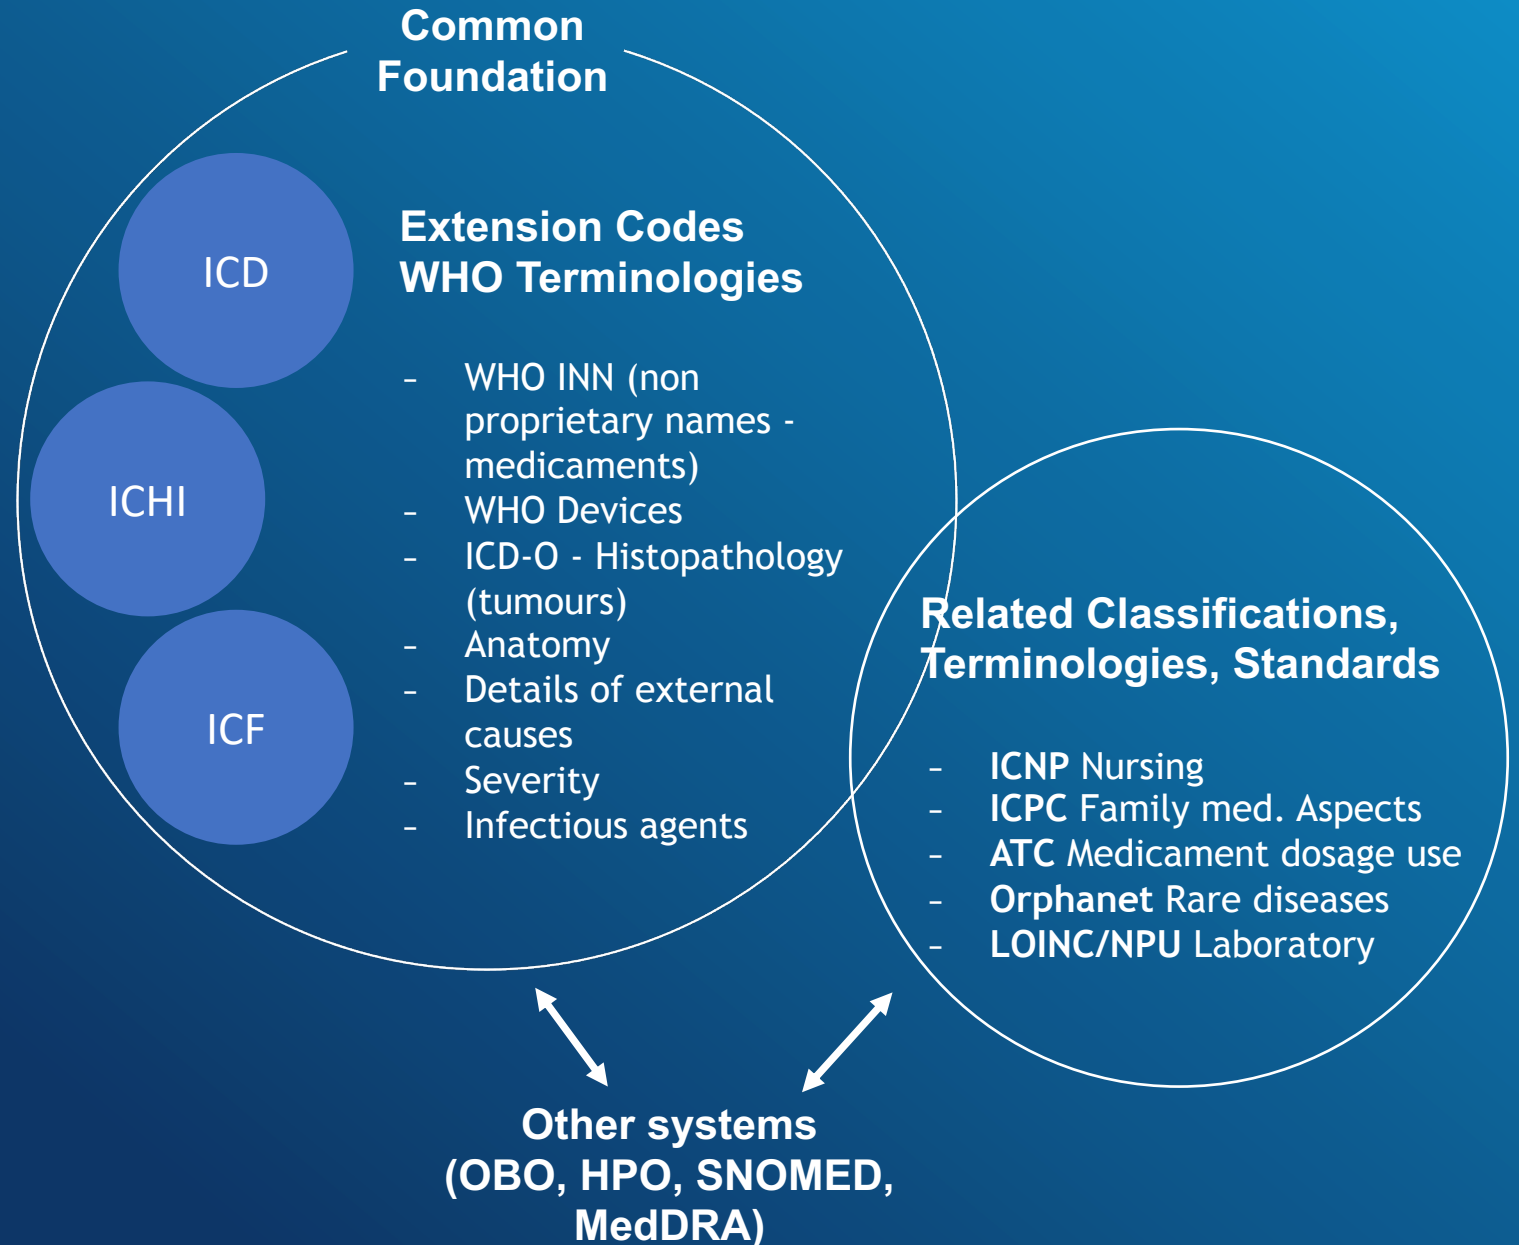 Common
Foundation
ICD
ICHI
ICF
Extension Codes
WHO Terminologies
- WHO INN (non
proprietary names -
medicaments)
- WHO Devices
- ICD-O - Histopathology
(tumours)
- Anatomy
- Details of external
causes
- Severity
- Infectious agents
Related Classifications,
Terminologies, Standards
- ICNP Nursing
- ICPC Family med. Aspects
- ATC Medicament dosage use
- Orphanet Rare diseases
- LOINC/NPU Laboratory
Other systems
(OBO, HPO, SNOMED,
MedDRA)